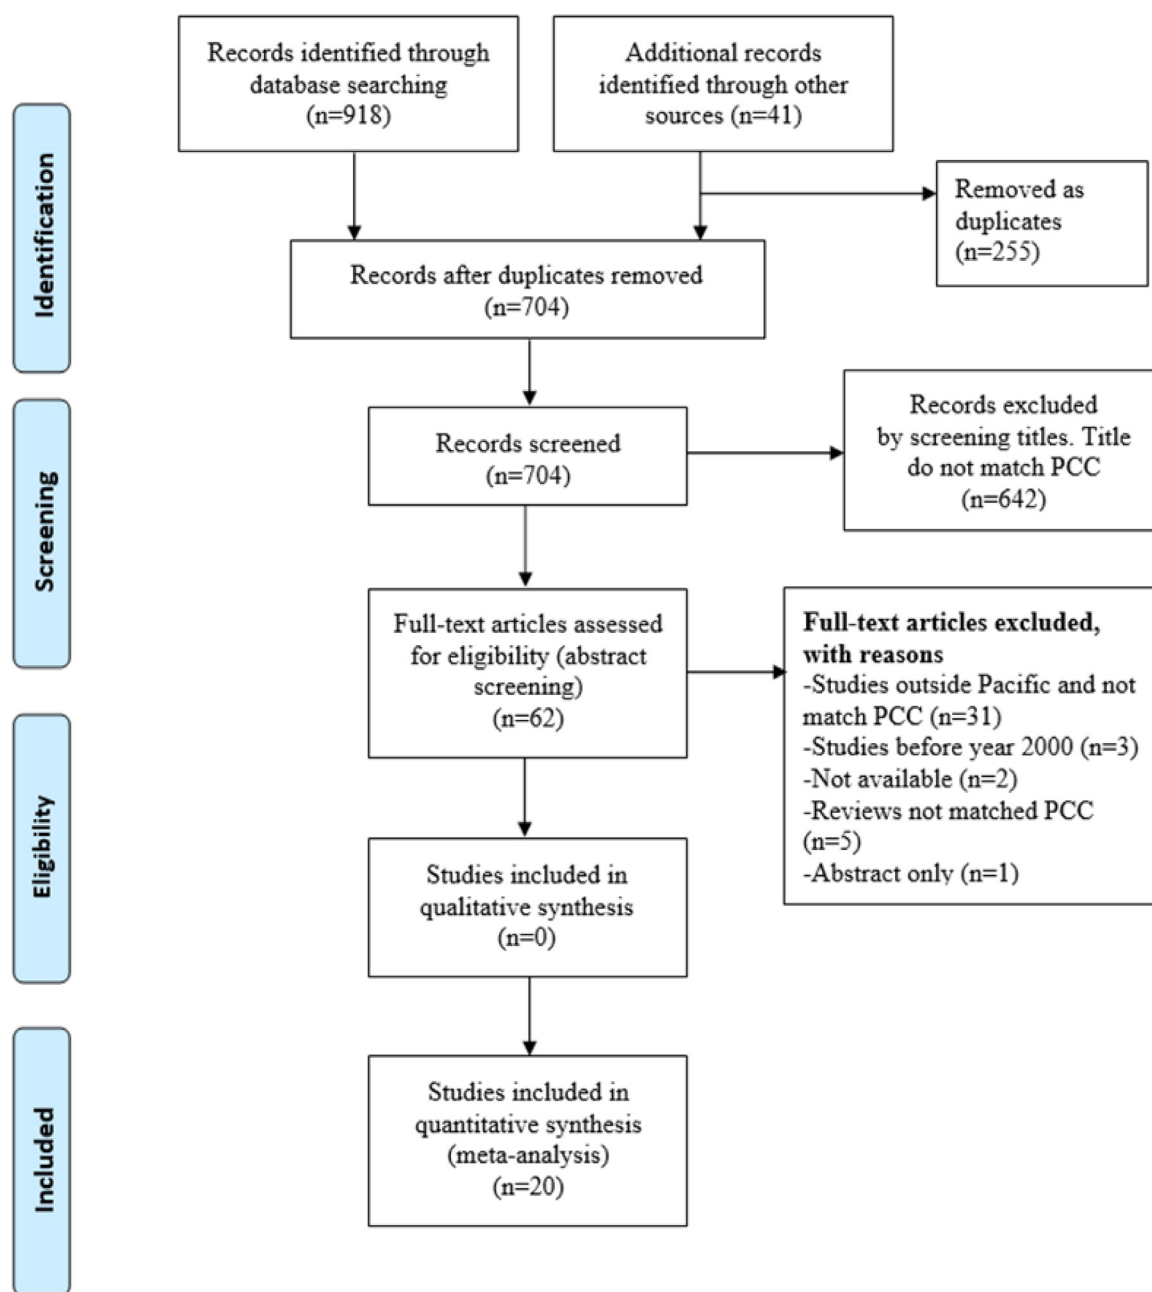 Records identified through
database searching
(n=918)
Additional records
identified through other
sources (n=41)
Identification
Removed as
duplicates
(n=255)
Records after duplicates removed
(n=704)
Screening
Records screened
(n=704)
Records excluded
by screening titles. Title
do not match PCC
(n=642)
Full-text articles assessed
for eligibility (abstract
screening)
(n=62)
Full-text articles excluded,
with reasons
-Studies outside Pacific and not
match PCC (n=31)
-Studies before year 2000 (n=3)
-Not available (n=2)
-Reviews not matched PCC
(n=5)
-Abstract only (n=1)
Eligibility
Studies included in
qualitative synthesis
(n=0)
Included
Studies included in
quantitative synthesis
(meta-analysis)
(n=20)